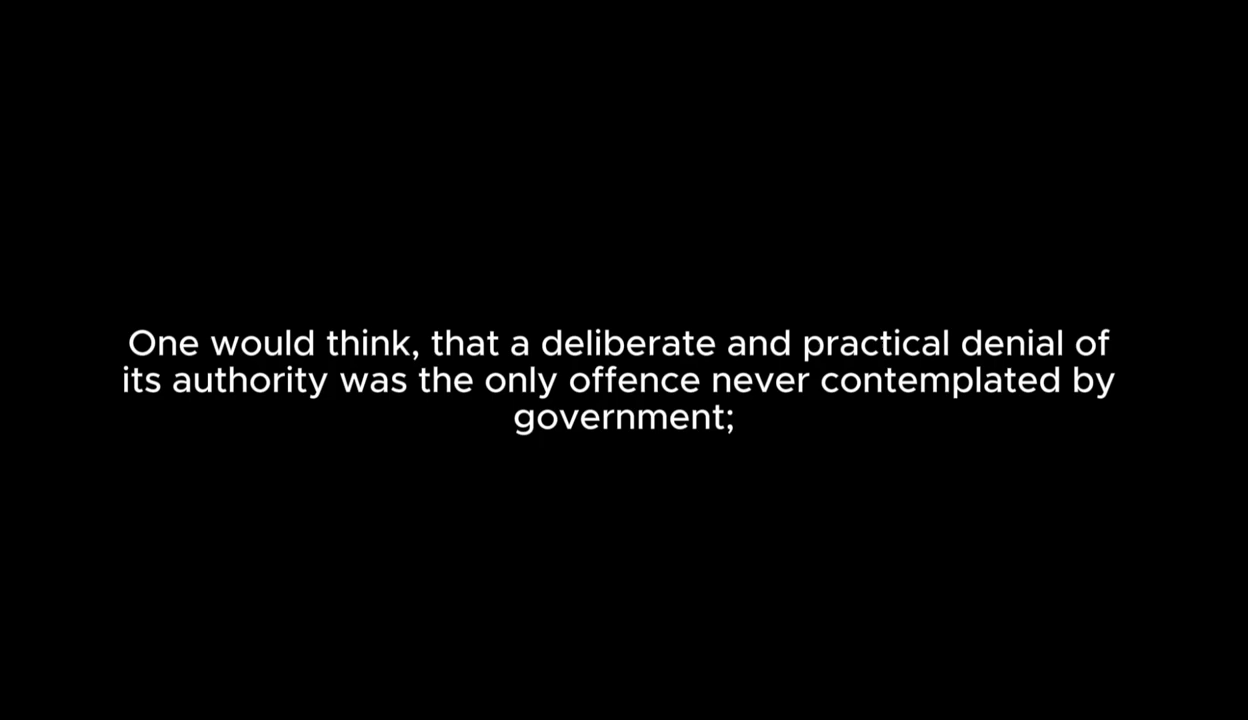 One would think, that a deliberate and practical denial of
its authority was the only offence never contemplated by
government;